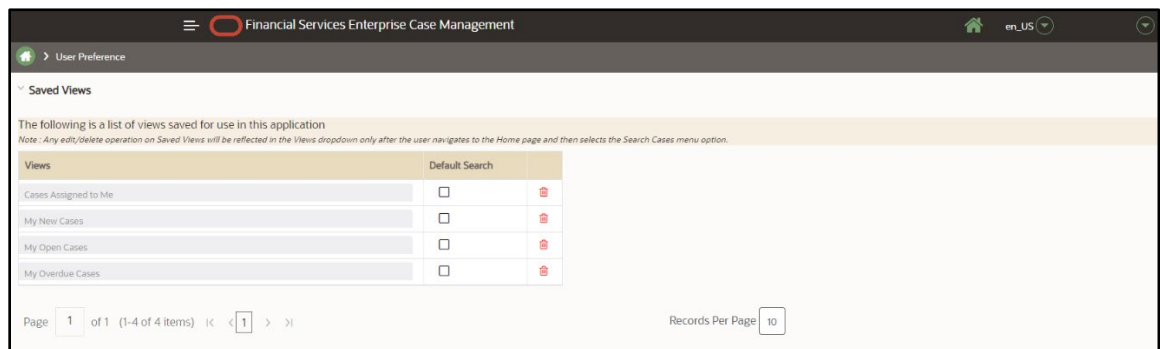 Financial Services Enterprise Case Management en_US
> User Preference
Saved Views
The following is a list of views saved for use in this application
Note : Any edit/delete operation on Saved Views will be reflected in the Views dropdown only after the user navigates to the Home page and then selects the Search Cases menu option.
Views Default Search
Cases Assigned to Me
My New Cases
My Open Cases
My Overdue Cases
Page 1 of 1 (1-4 of 4 items) |< < 1 > >| Records Per Page 10